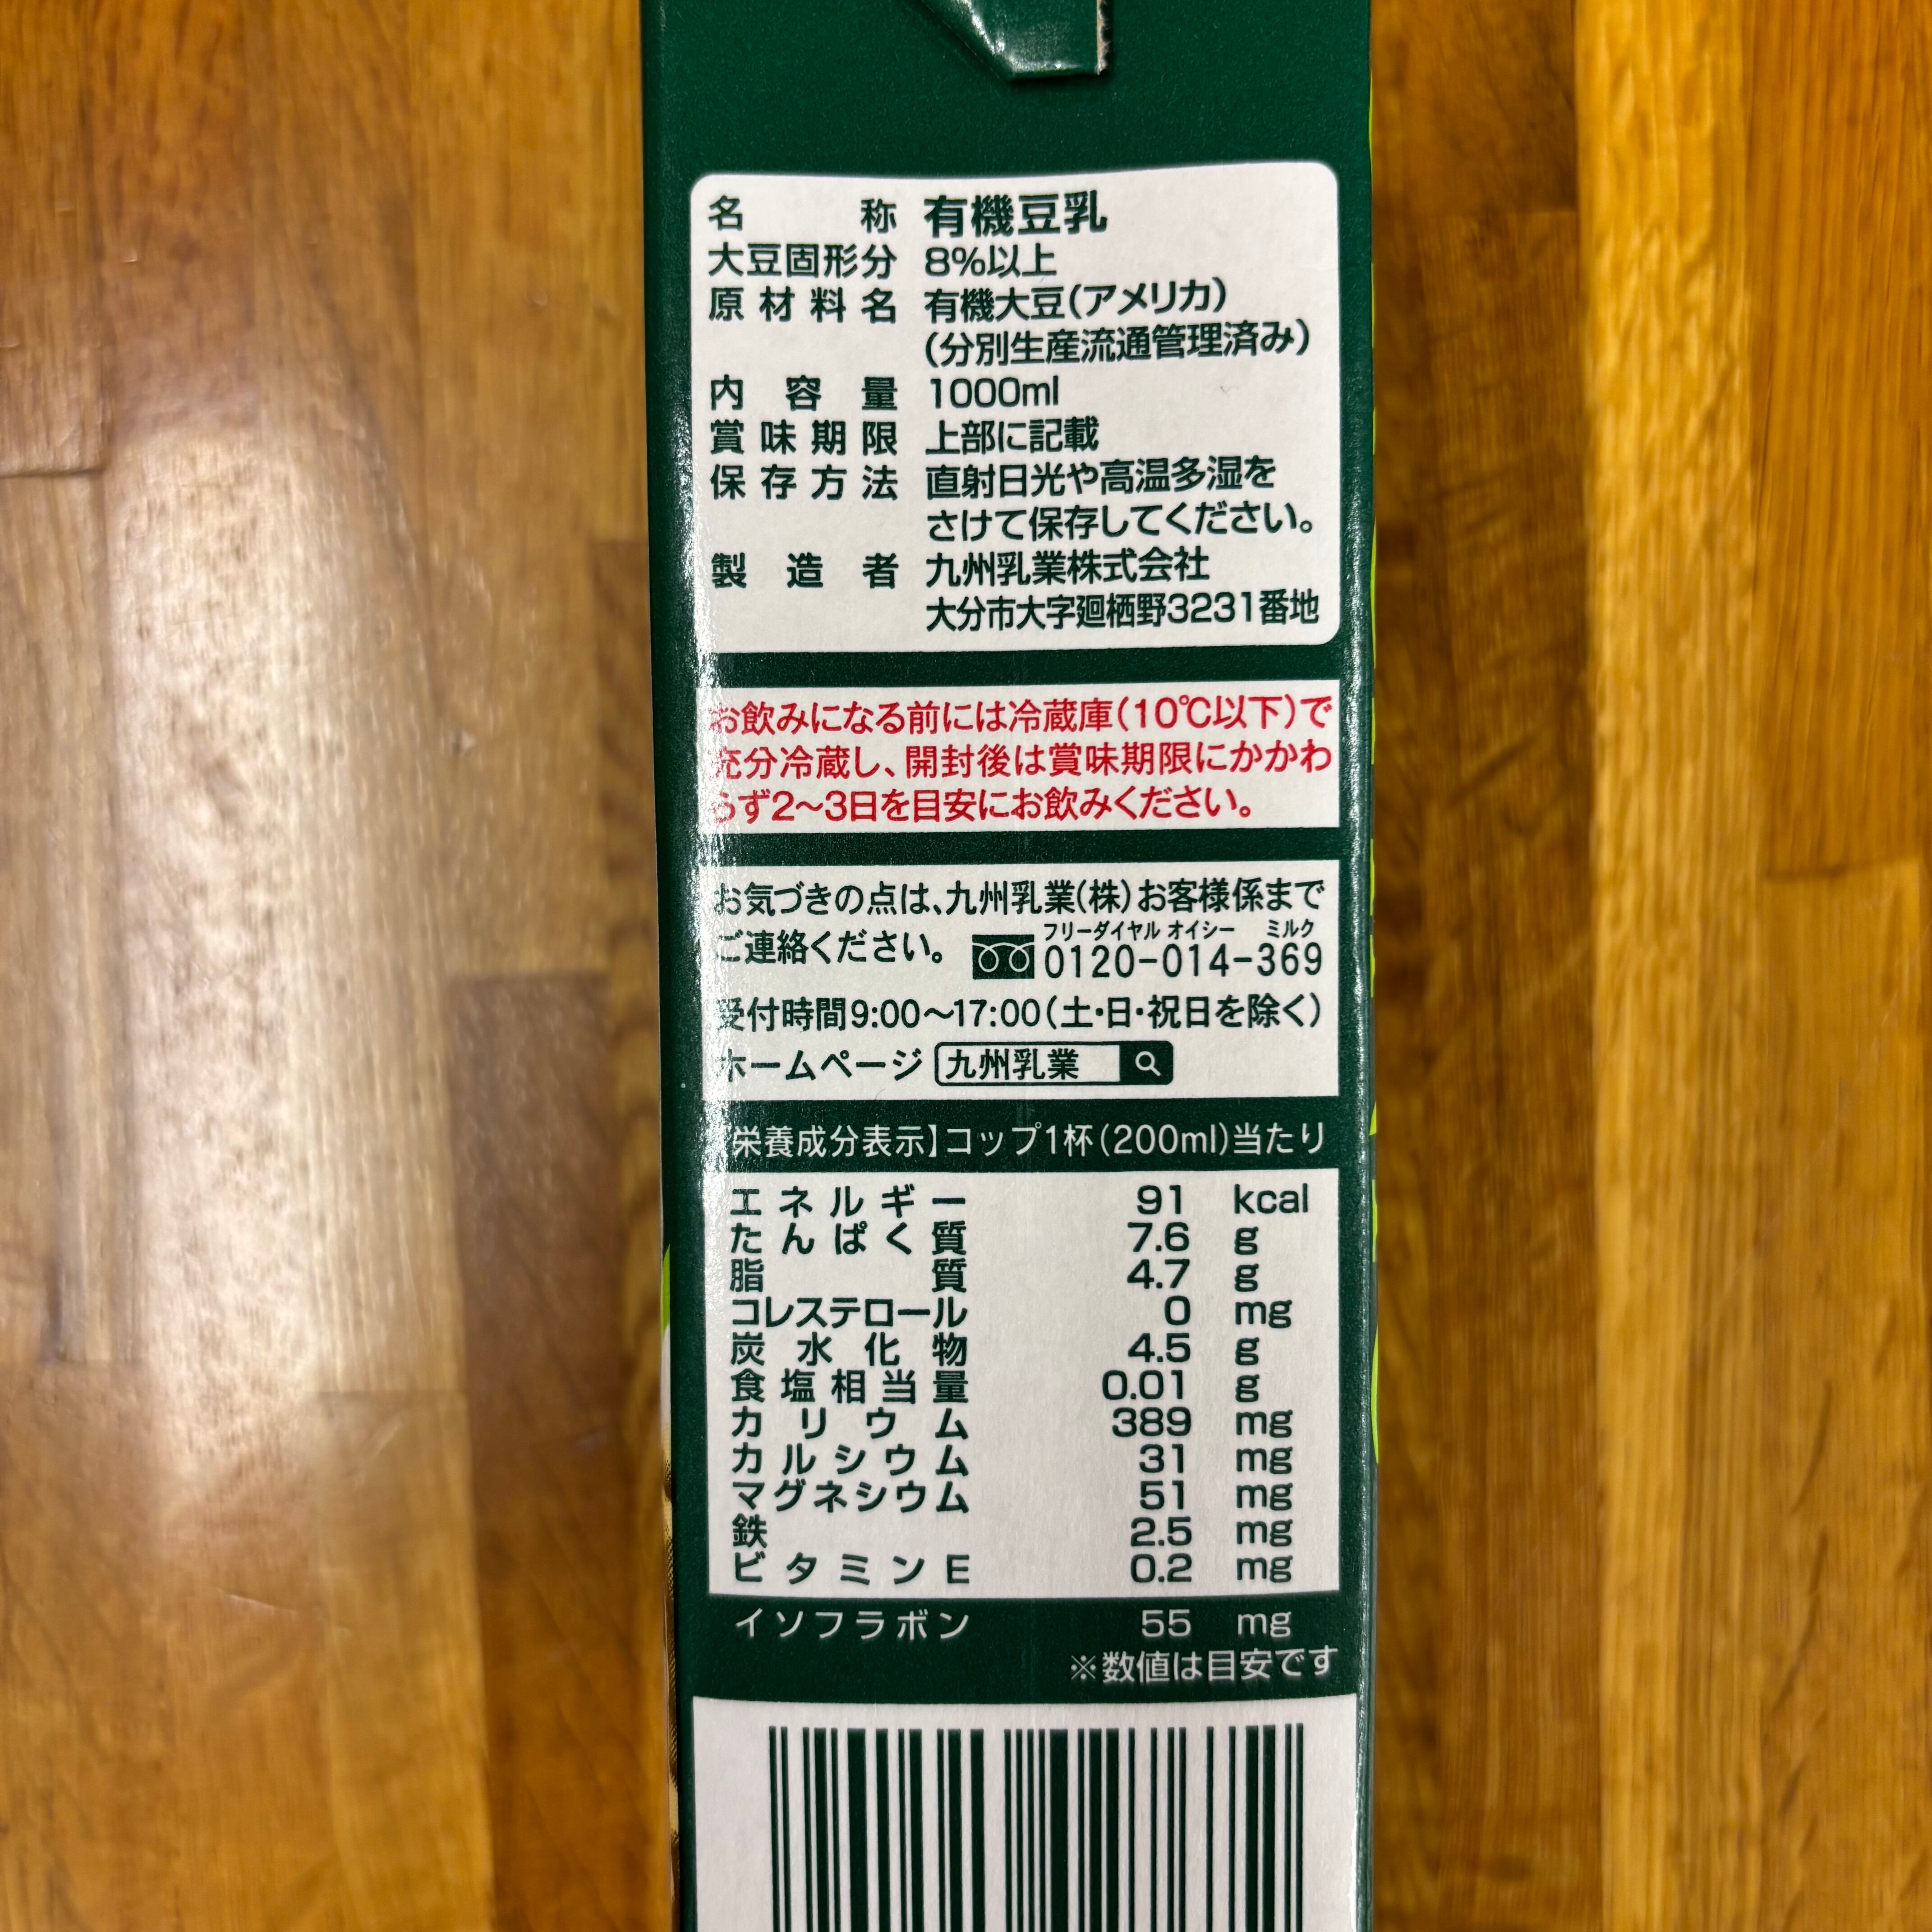 名称 有機豆乳
大豆固形分 8%以上
原材料名 有機大豆(アメリカ)
(分別生産流通管理済み)
内容量 1000ml
賞味期限 上部に記載
保存方法 直射日光や高温多湿を
さけて保存してください。
製造者 九州乳業株式会社
大分市大字廻栖野3231番地
お飲みになる前には冷蔵庫(10℃以下)で
充分冷蔵し、開封後は賞味期限にかかわ
らず2〜3日を目安にお飲みください。
お気づきの点は、九州乳業(株)お客様係まで
フリーダイヤル オイシー ミルク
ご連絡ください。 0120-014-369
受付時間9:00〜17:00(土・日・祝日を除く)
ホームページ 九州乳業
【栄養成分表示】コップ1杯(200ml)当たり
エネルギー 91 kcal
たんぱく質 7.6 g
脂質 4.7 g
コレステロール 0 mg
炭水化物 4.5 g
食塩相当量 0.01 g
カリウム 389 mg
カルシウム 31 mg
マグネシウム 51 mg
鉄 2.5 mg
ビタミンE 0.2 mg
イソフラボン 55 mg
※数値は目安です